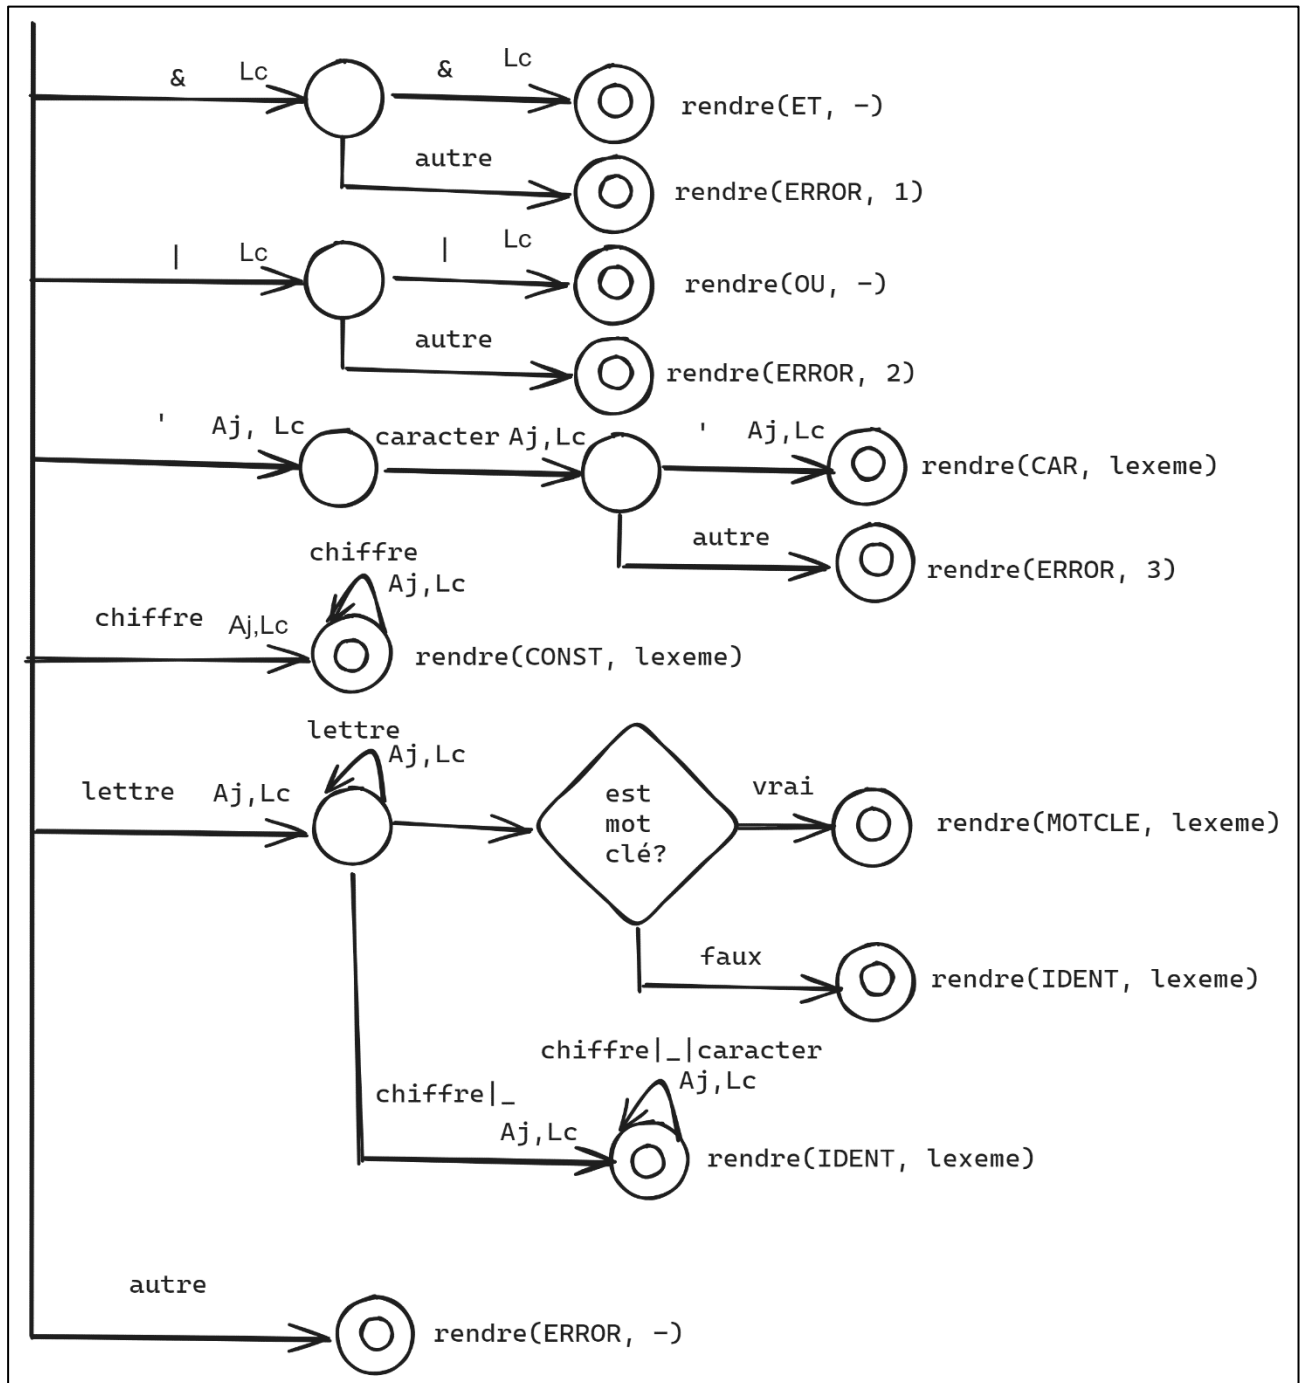 & Lc & Lc rendre(ET, -)
autre rendre(ERROR, 1)
| Lc | Lc rendre(OU, -)
autre rendre(ERROR, 2)
' Aj, Lc caracter Aj,Lc ' Aj,Lc rendre(CAR, lexeme)
autre rendre(ERROR, 3)
chiffre
Aj,Lc
chiffre Aj,Lc rendre(CONST, lexeme)
lettre
Aj,Lc
lettre Aj,Lc
est
mot
clé?
vrai rendre(MOTCLE, lexeme)
faux rendre(IDENT, lexeme)
chiffre|_|caracter
Aj,Lc
chiffre|_
Aj,Lc rendre(IDENT, lexeme)
autre
rendre(ERROR, -)